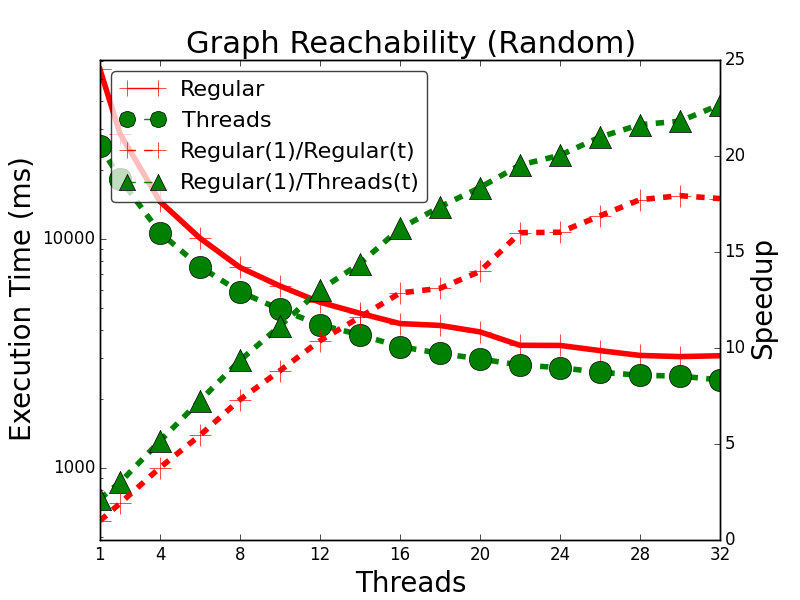 Graph Reachability (Random)
Regular
Threads
Regular(1)/Regular(t)
Regular(1)/Threads(t)
Execution Time (ms)
10000
1000
25
20
15
10
5
0
Speedup
1 4 8 12 16 20 24 28 32
Threads